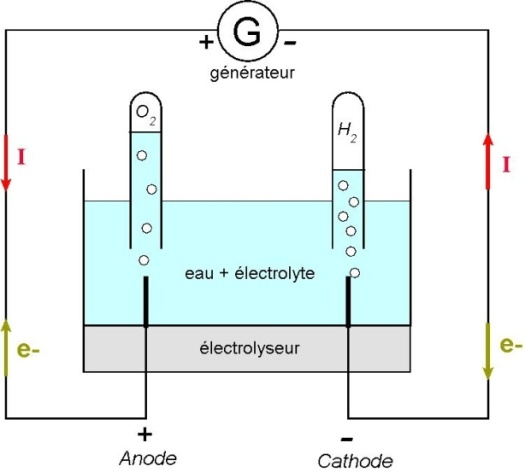 + G -
générateur
O2
H2
I
I
eau + électrolyte
électrolyseur
e-
e-
+
-
Anode
Cathode